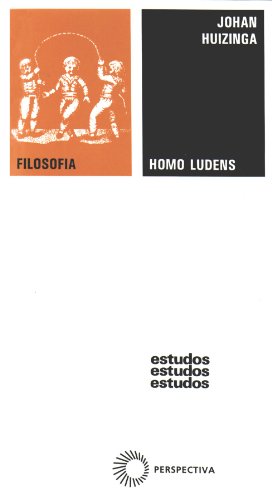 JOHAN
HUIZINGA
FILOSOFIA
HOMO LUDENS
estudos
estudos
estudos
PERSPECTIVA